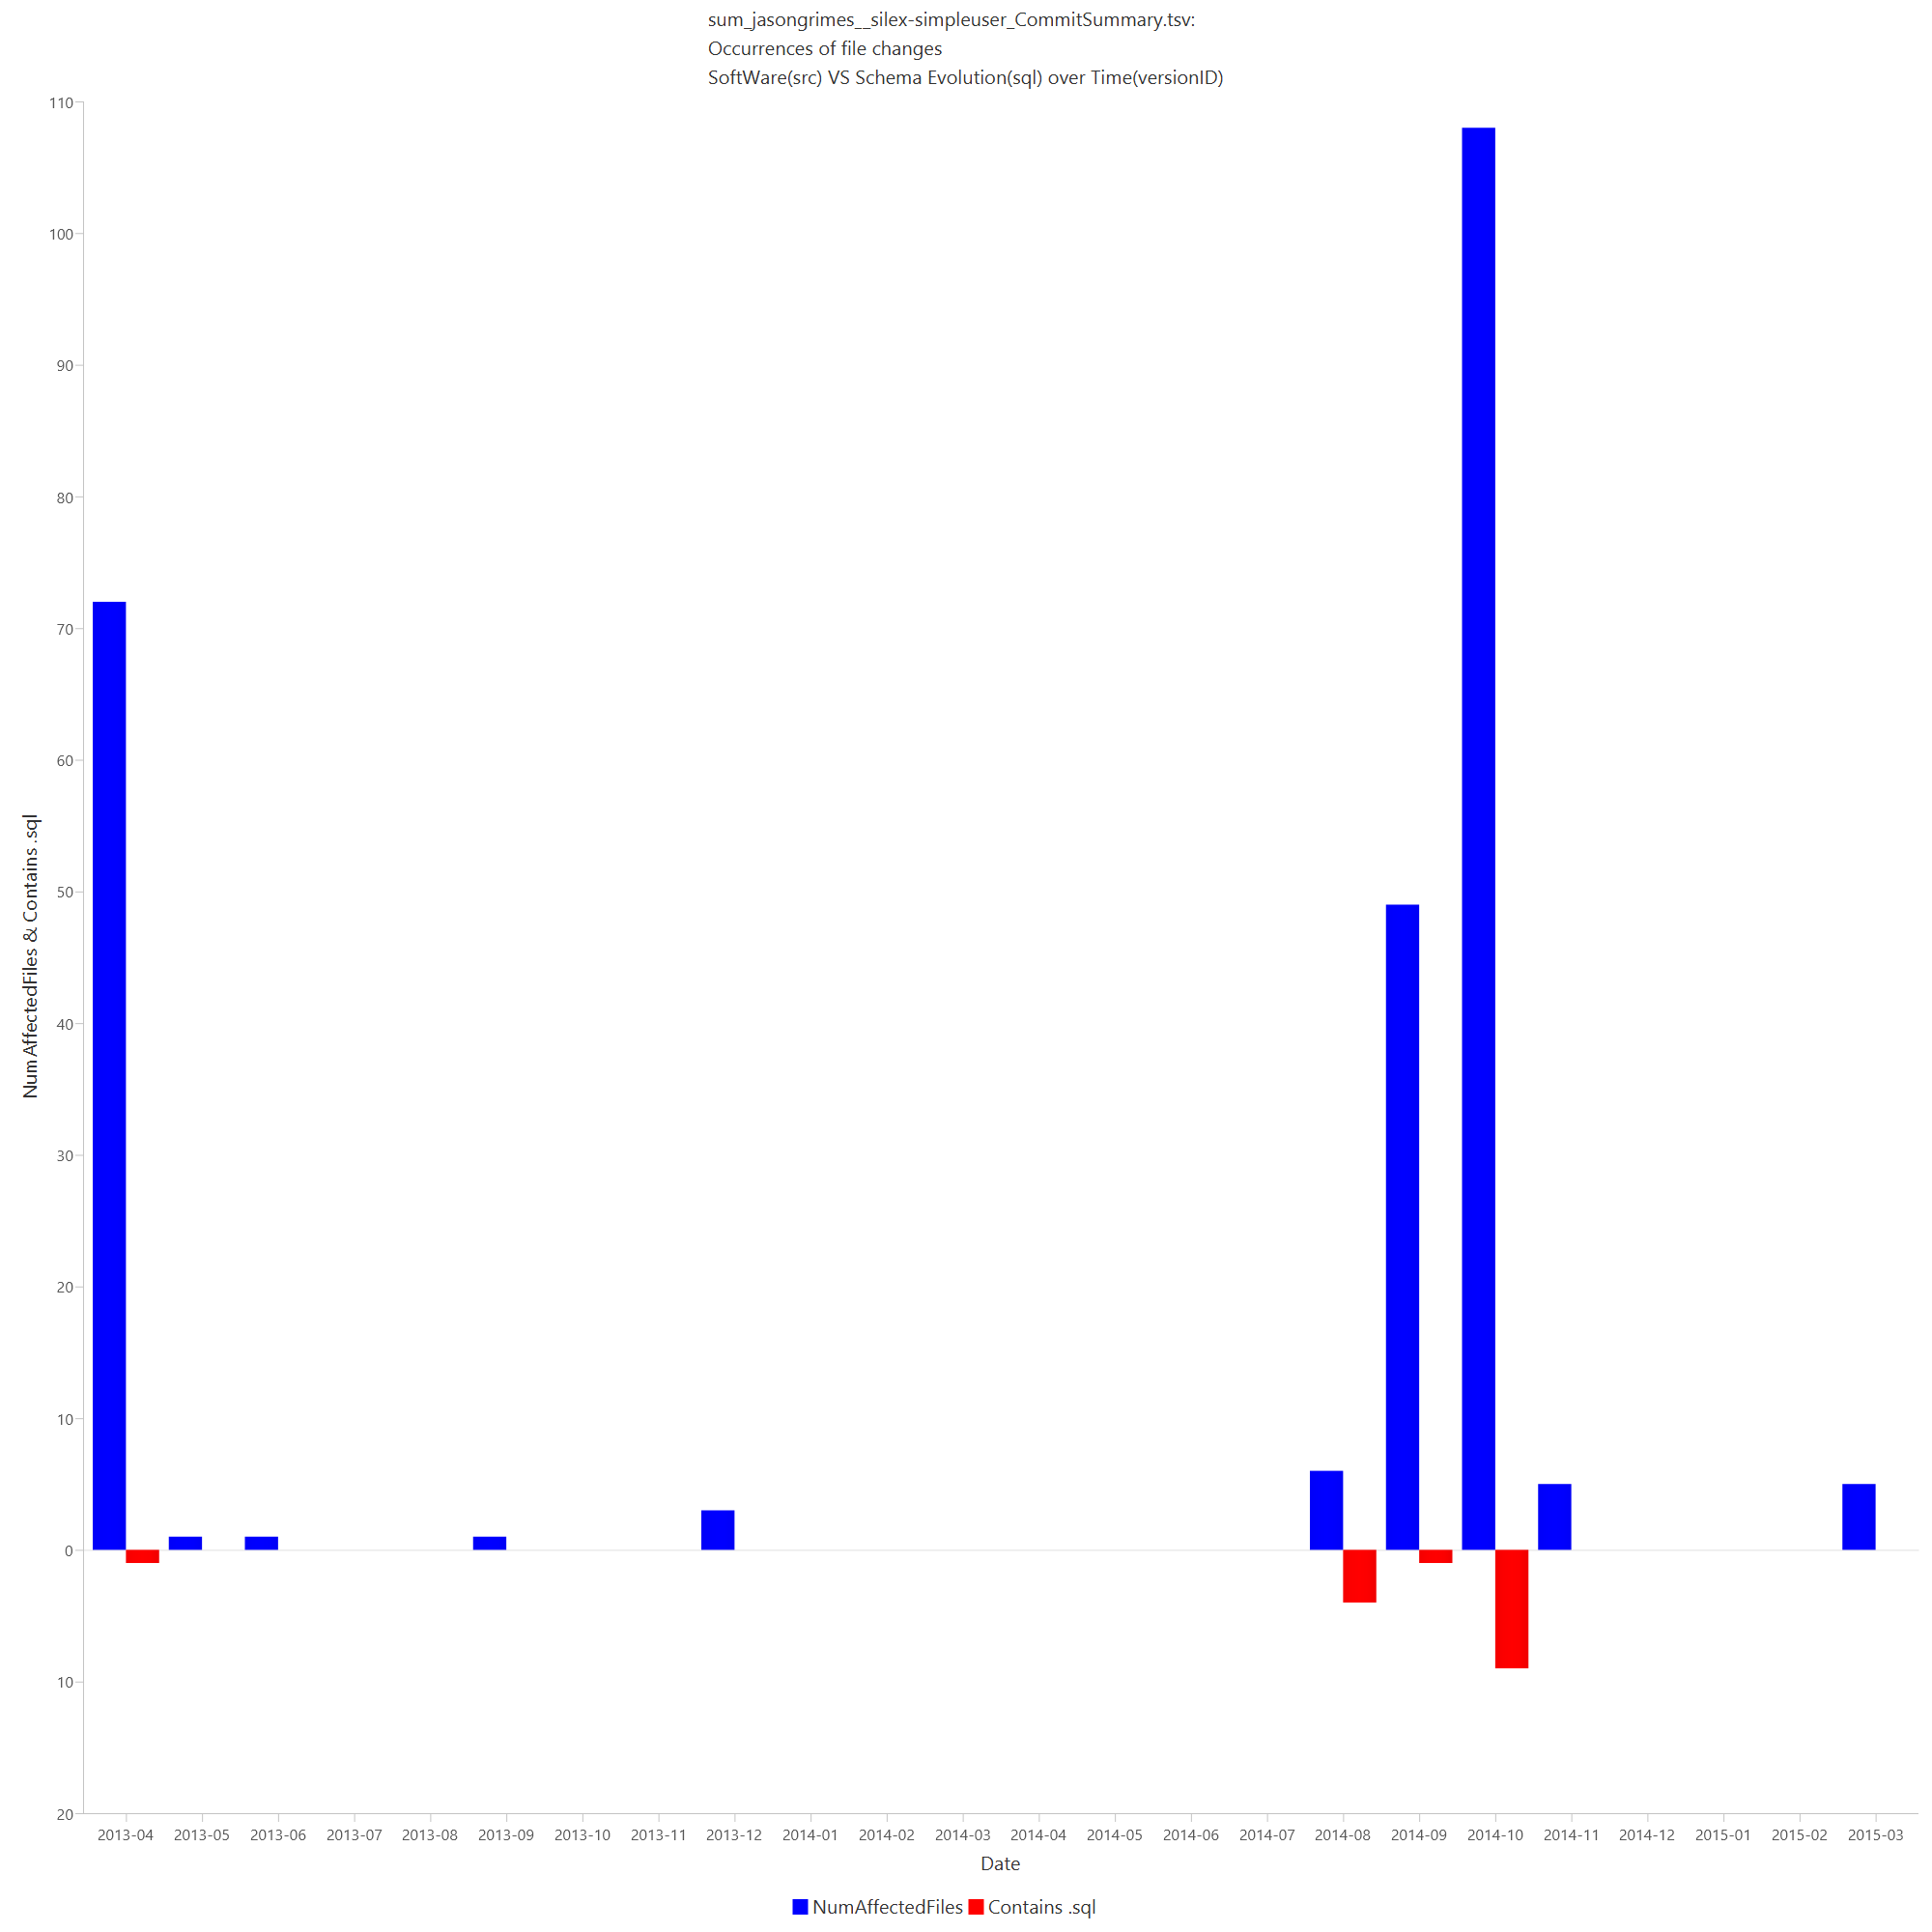 sum_jasongrimes__silex-simpleuser_CommitSummary.tsv:
Occurrences of file changes
SoftWare(src) VS Schema Evolution(sql) over Time(versionID)
110
100
90
80
70
60
50
40
30
20
10
0
10
20
NumAffectedFiles & Contains .sql
2013-04 2013-05 2013-06 2013-07 2013-08 2013-09 2013-10 2013-11 2013-12 2014-01 2014-02 2014-03 2014-04 2014-05 2014-06 2014-07 2014-08 2014-09 2014-10 2014-11 2014-12 2015-01 2015-02 2015-03
Date
NumAffectedFiles Contains .sql